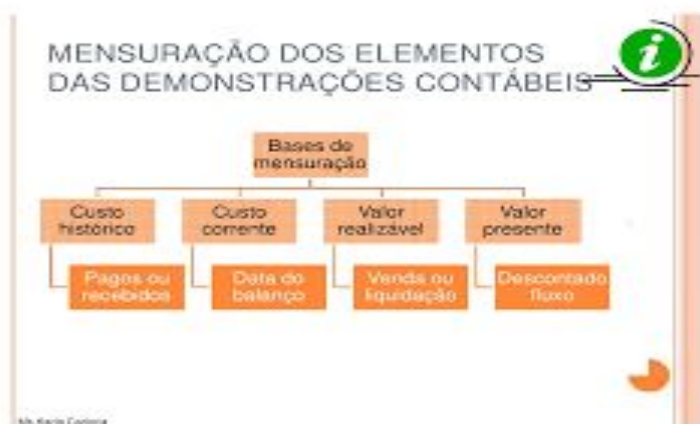 MENSURAÇÃO DOS ELEMENTOS
DAS DEMONSTRAÇÕES CONTÁBEIS
i
Bases de
mensuração
Custo
histórico
Custo
corrente
Valor
realizável
Valor
presente
Pagos ou
recebidos
Data do
balanço
Venda ou
liquidação
Descontado
fluxo